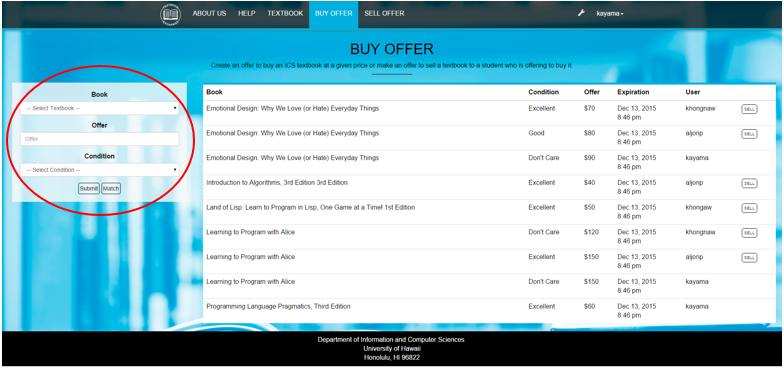 ABOUT US HELP TEXTBOOK BUY OFFER SELL OFFER kayama
BUY OFFER
Create an offer to buy an ICS textbook at a given price or make an offer to sell a textbook to a student who is offering to buy it.
Book
-- Select Textbook --
Offer
Offer
Condition
-- Select Condition --
Submit Match
Book Condition Offer Expiration User
Emotional Design: Why We Love (or Hate) Everyday Things Excellent $70 Dec 13, 2015 khongnaw SELL
8:46 pm
Emotional Design: Why We Love (or Hate) Everyday Things Good $80 Dec 13, 2015 aljonp SELL
8:46 pm
Emotional Design: Why We Love (or Hate) Everyday Things Don't Care $90 Dec 13, 2015 kayama
8:46 pm
Introduction to Algorithms, 3rd Edition 3rd Edition Excellent $40 Dec 13, 2015 aljonp SELL
8:46 pm
Land of Lisp: Learn to Program in Lisp, One Game at a Time! 1st Edition Excellent $50 Dec 13, 2015 khongaw SELL
8:46 pm
Learning to Program with Alice Don't Care $120 Dec 13, 2015 khongnaw SELL
8:46 pm
Learning to Program with Alice Excellent $150 Dec 13, 2015 aljonp SELL
8:46 pm
Learning to Program with Alice Don't Care $150 Dec 13, 2015 kayama
8:46 pm
Programming Language Pragmatics, Third Edition Excellent $60 Dec 13, 2015 kayama
8:46 pm
Department of Information and Computer Sciences
University of Hawaii
Honolulu, HI 96822